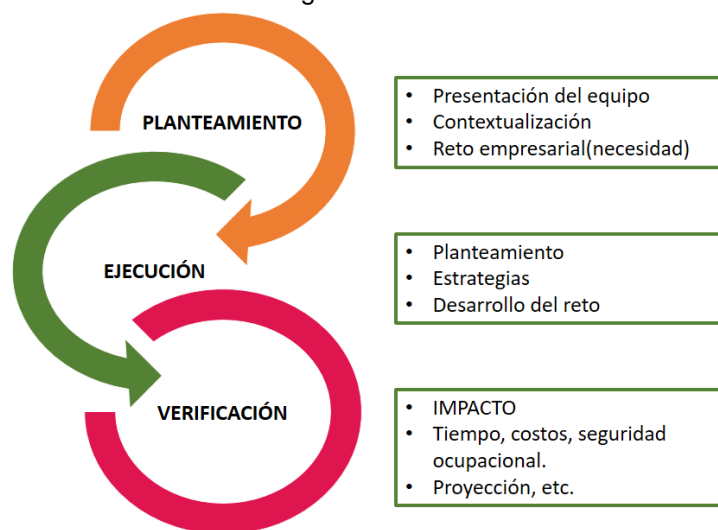 PLANTEAMIENTO
• Presentación del equipo
• Contextualización
• Reto empresarial(necesidad)
EJECUCIÓN
• Planteamiento
• Estrategias
• Desarrollo del reto
VERIFICACIÓN
• IMPACTO
• Tiempo, costos, seguridad
ocupacional.
• Proyección, etc.